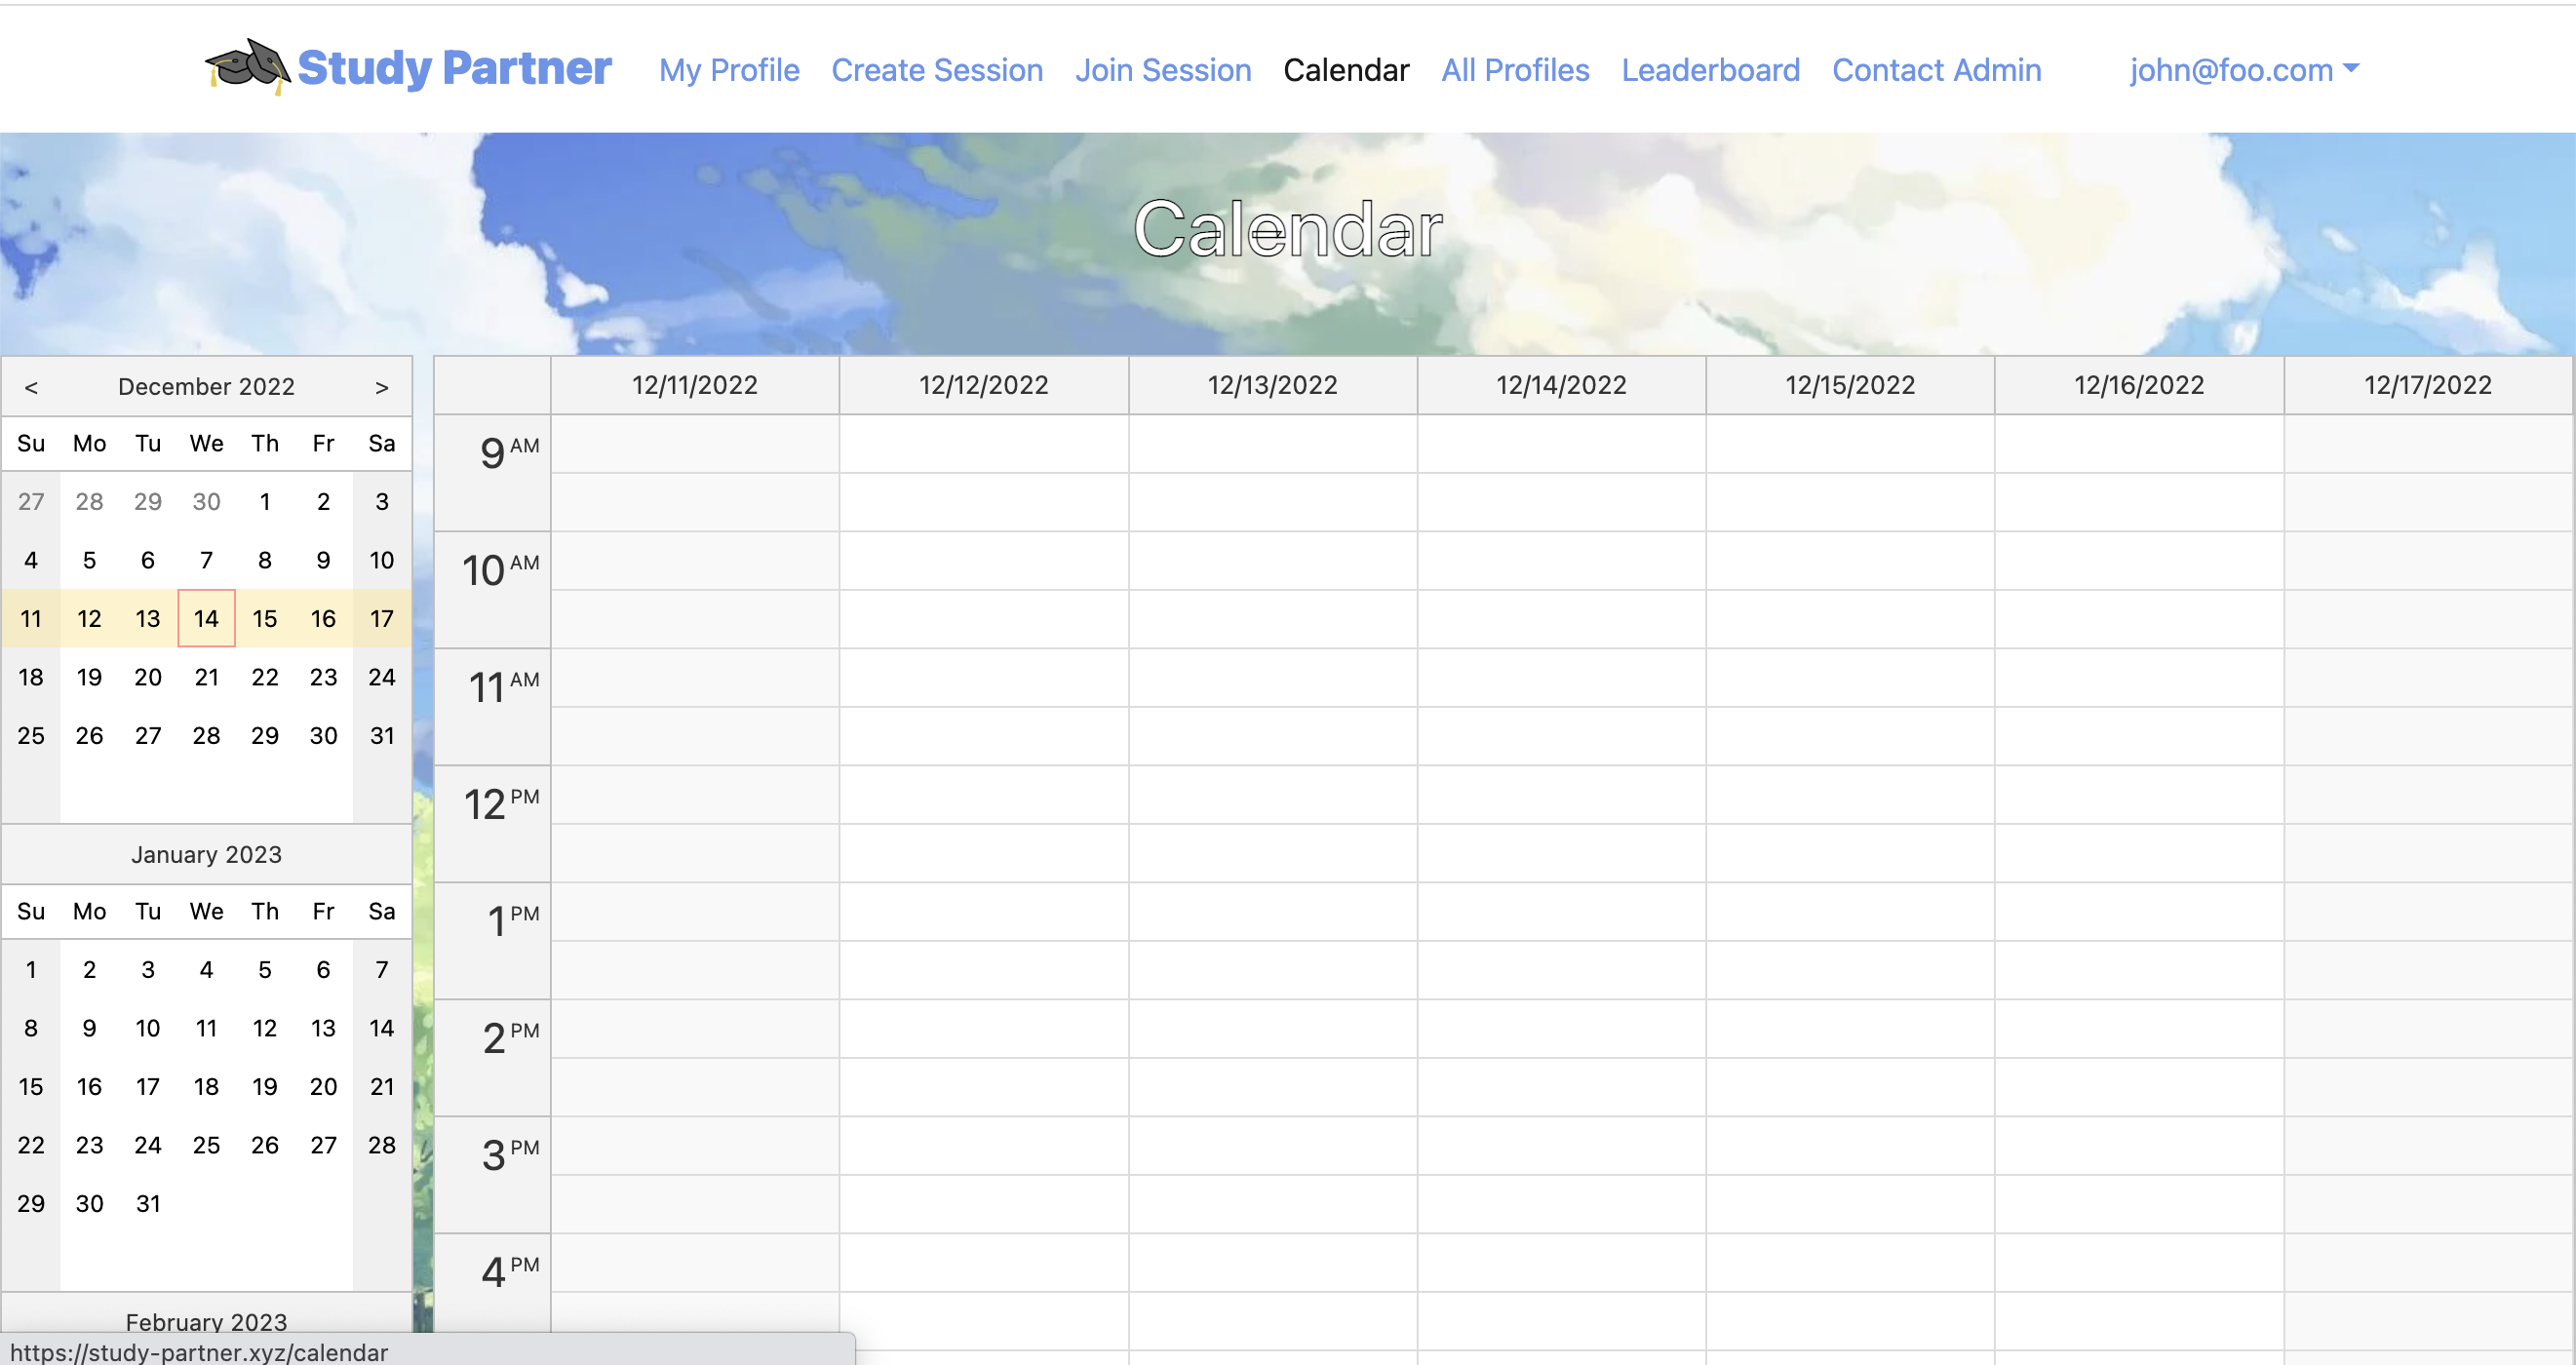 Study Partner My Profile Create Session Join Session Calendar All Profiles Leaderboard Contact Admin john@foo.com
Calendar
< December 2022 >
Su Mo Tu We Th Fr Sa
27 28 29 30 1 2 3
4 5 6 7 8 9 10
11 12 13 14 15 16 17
18 19 20 21 22 23 24
25 26 27 28 29 30 31
January 2023
Su Mo Tu We Th Fr Sa
1 2 3 4 5 6 7
8 9 10 11 12 13 14
15 16 17 18 19 20 21
22 23 24 25 26 27 28
29 30 31
February 2023
12/11/2022 12/12/2022 12/13/2022 12/14/2022 12/15/2022 12/16/2022 12/17/2022
9 AM
10 AM
11 AM
12 PM
1 PM
2 PM
3 PM
4 PM
https://study-partner.xyz/calendar